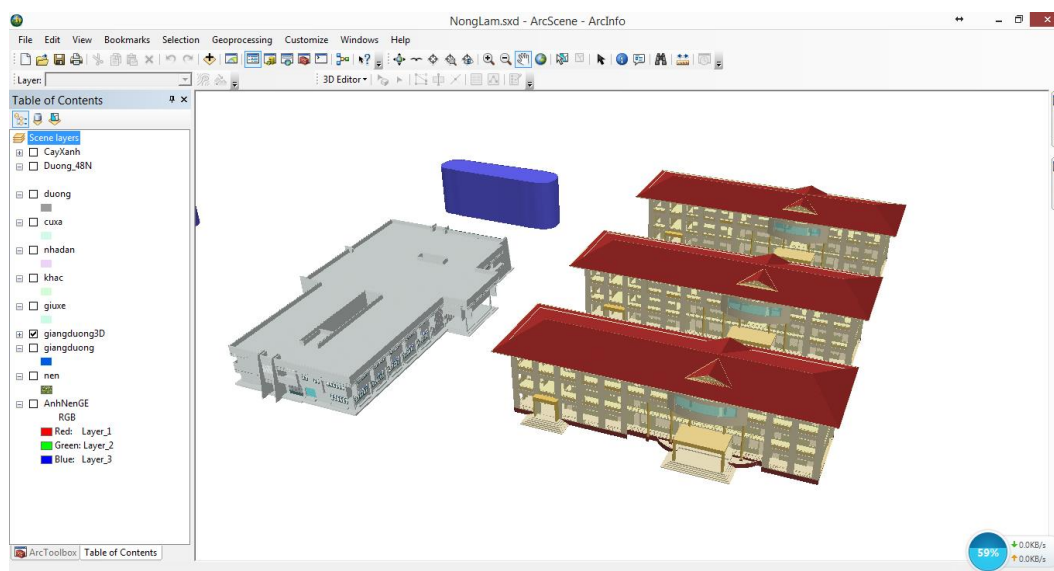 NongLam.sxd - ArcScene - ArcInfo
File Edit View Bookmarks Selection Geoprocessing Customize Windows Help
Layer:
3D Editor
Table of Contents
Scene layers
CayXanh
Duong_48N
duong
cuxa
nhadan
khac
giuxe
giangduong3D
giangduong
nen
AnhNenGE
RGB
Red: Layer_1
Green: Layer_2
Blue: Layer_3
ArcToolbox Table of Contents
59%
0.0KB/s
0.0KB/s